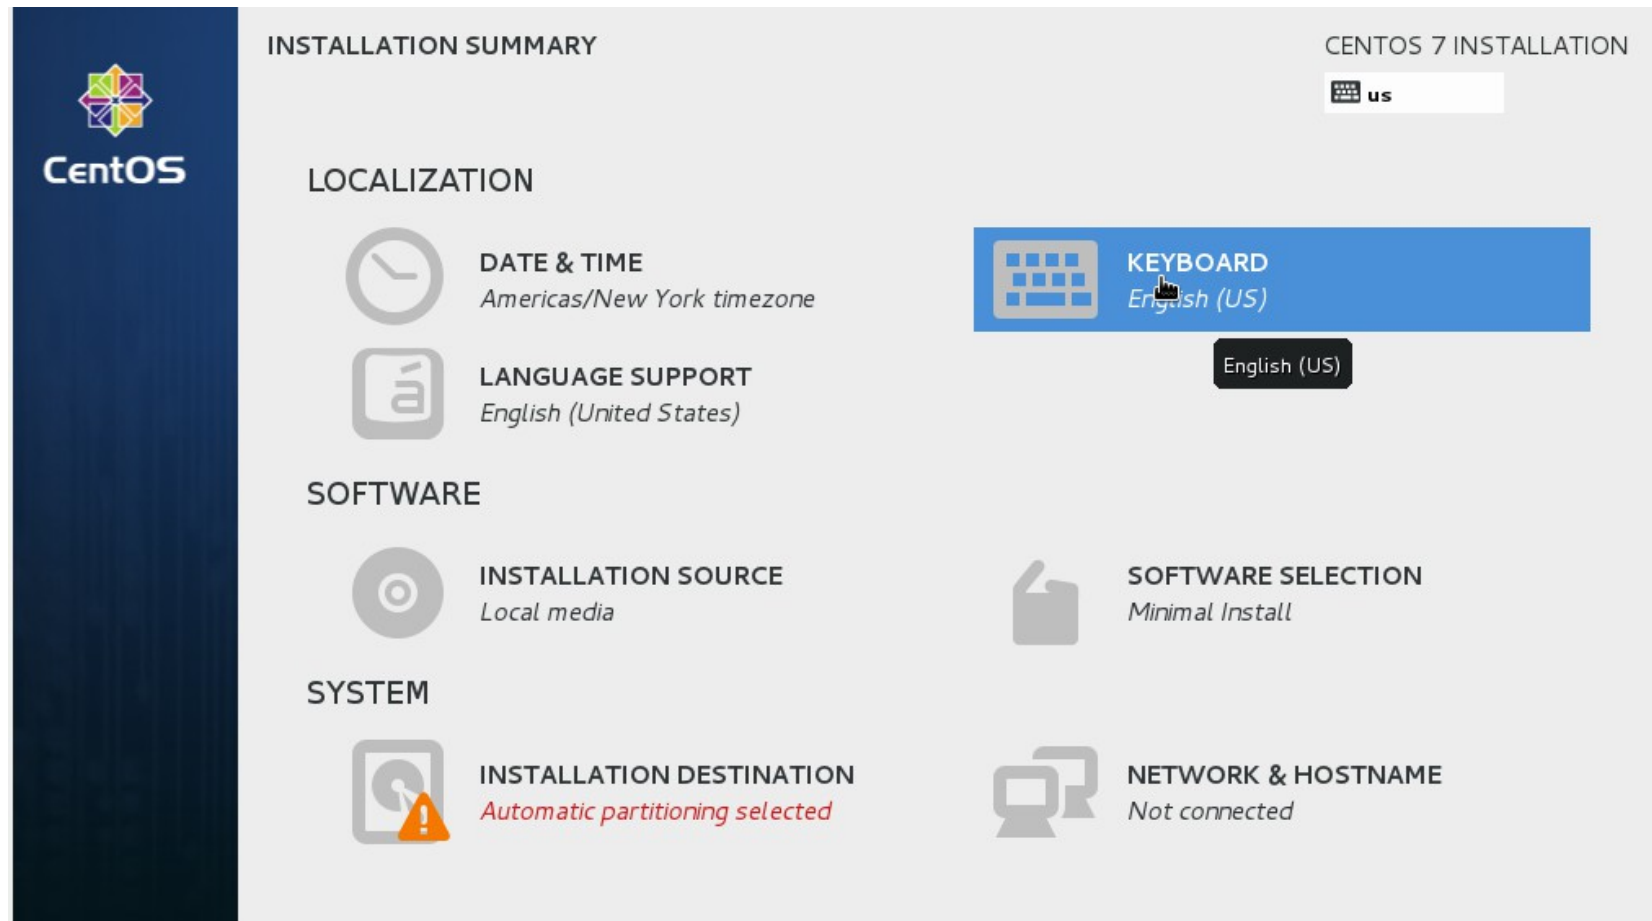 INSTALLATION SUMMARY
CENTOS 7 INSTALLATION
us
CentOS
LOCALIZATION
DATE & TIME
Americas/New York timezone
KEYBOARD
English (US)
English (US)
LANGUAGE SUPPORT
English (United States)
á
SOFTWARE
INSTALLATION SOURCE
Local media
SOFTWARE SELECTION
Minimal Install
SYSTEM
INSTALLATION DESTINATION
Automatic partitioning selected
NETWORK & HOSTNAME
Not connected